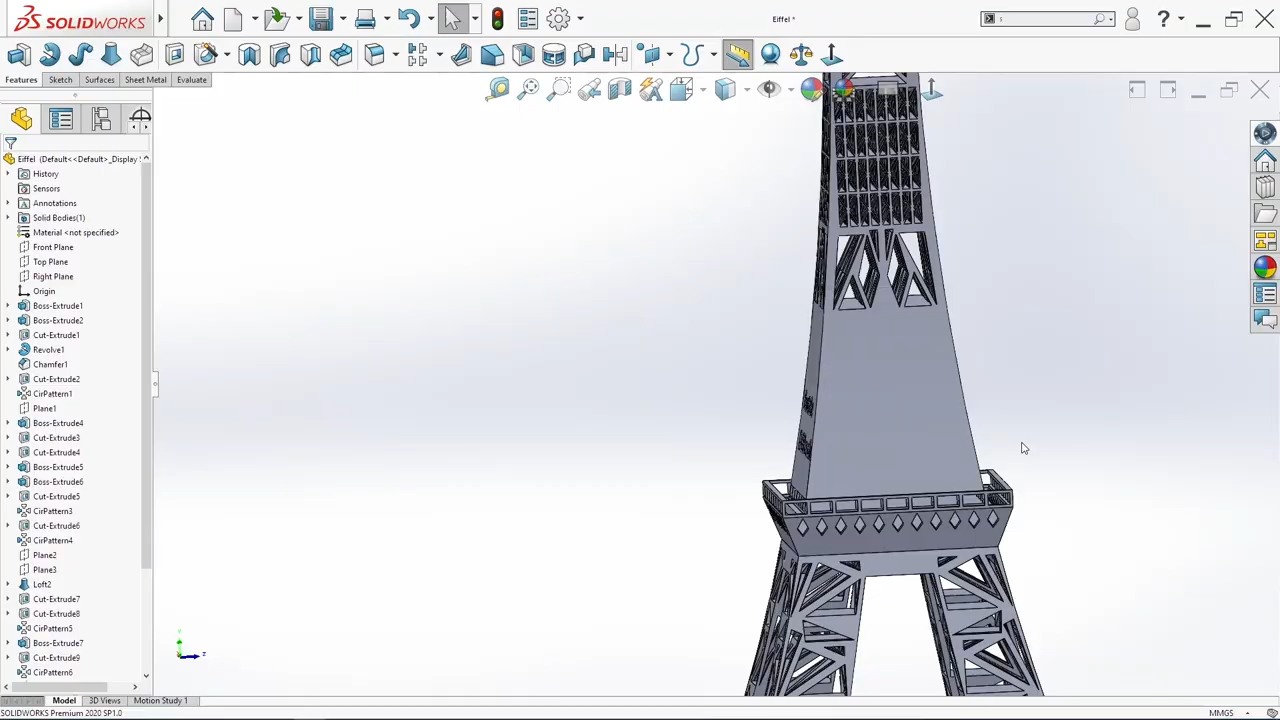 SOLIDWORKS
Eiffel *
s
?
Features
Sketch
Surfaces
Sheet Metal
Evaluate
Eiffel (Default<<Default>_Display
History
Sensors
Annotations
Solid Bodies(1)
Material <not specified>
Front Plane
Top Plane
Right Plane
Origin
Boss-Extrude1
Boss-Extrude2
Cut-Extrude1
Revolve1
Chamfer1
Cut-Extrude2
CirPattern1
Plane1
Boss-Extrude4
Cut-Extrude3
Cut-Extrude4
Boss-Extrude5
Boss-Extrude6
Cut-Extrude5
CirPattern3
Cut-Extrude6
CirPattern4
Plane2
Plane3
Loft2
Cut-Extrude7
Cut-Extrude8
CirPattern5
Boss-Extrude7
Cut-Extrude9
CirPattern6
z
Model
3D Views
Motion Study 1
SOLIDWORKS Premium 2020 SP1.0
MMGS